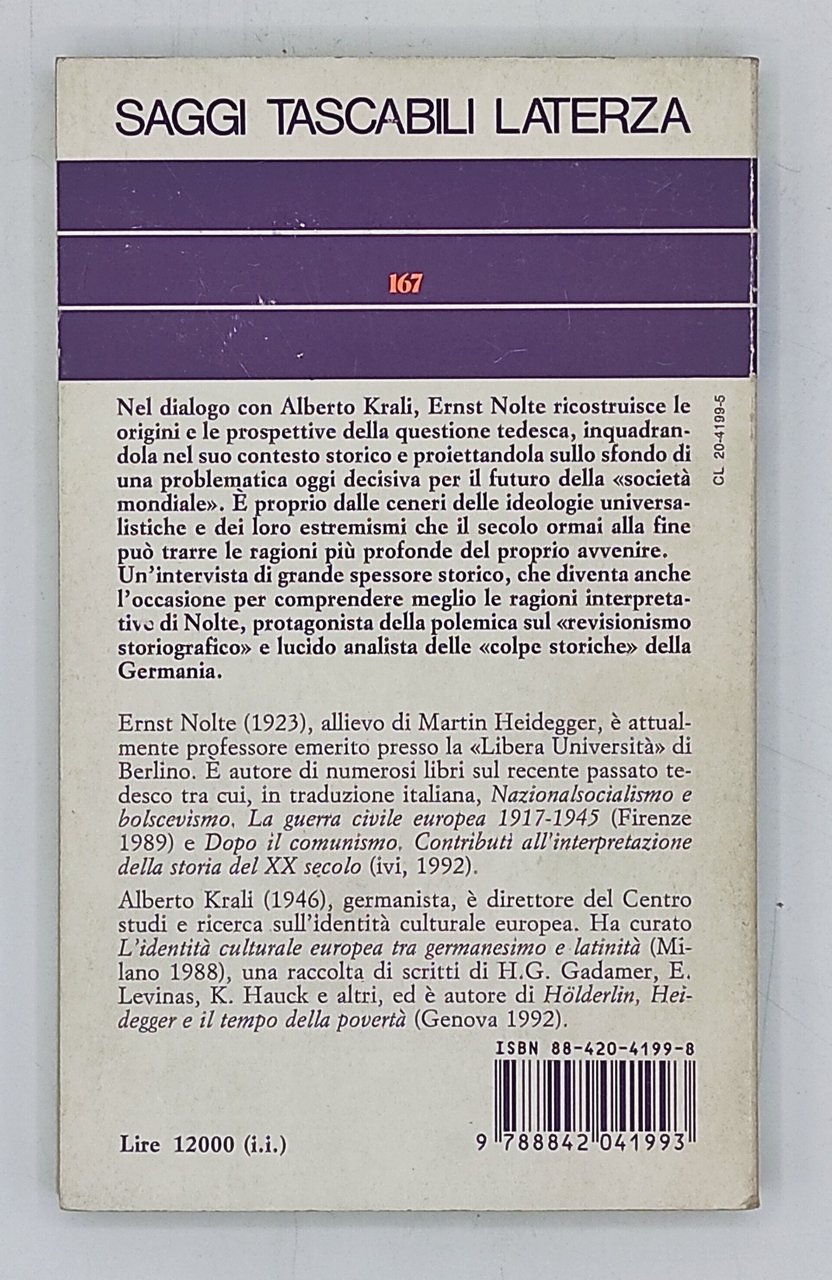 SAGGI TASCABILI LATERZA
167
Nel dialogo con Alberto Krali, Ernst Nolte ricostruisce le
origini e le prospettive della questione tedesca, inquadran-
dola nel suo contesto storico e proiettandola sullo sfondo di
una problematica oggi decisiva per il futuro della «società
mondiale». È proprio dalle ceneri delle ideologie universa-
listiche e dei loro estremismi che il secolo ormai alla fine
può trarre le ragioni più profonde del proprio avvenire.
Un'intervista di grande spessore storico, che diventa anche
l'occasione per comprendere meglio le ragioni interpreta-
tive di Nolte, protagonista della polemica sul «revisionismo
storiografico» e lucido analista delle «colpe storiche» della
Germania.
CL 20-4199-5
Ernst Nolte (1923), allievo di Martin Heidegger, è attual-
mente professore emerito presso la «Libera Università» di
Berlino. È autore di numerosi libri sul recente passato te-
desco tra cui, in traduzione italiana, Nazionalsocialismo e
bolscevismo. La guerra civile europea 1917-1945 (Firenze
1989) e Dopo il comunismo. Contributi all'interpretazione
della storia del XX secolo (ivi, 1992).
Alberto Krali (1946), germanista, è direttore del Centro
studi e ricerca sull'identità culturale europea. Ha curato
L'identità culturale europea tra germanesimo e latinità (Mi-
lano 1988), una raccolta di scritti di H.G. Gadamer, E.
Levinas, K. Hauck e altri, ed è autore di Hölderlin, Hei-
degger e il tempo della povertà (Genova 1992).
ISBN 88-420-4199-8
9 788842 041993
Lire 12000 (i.i.)